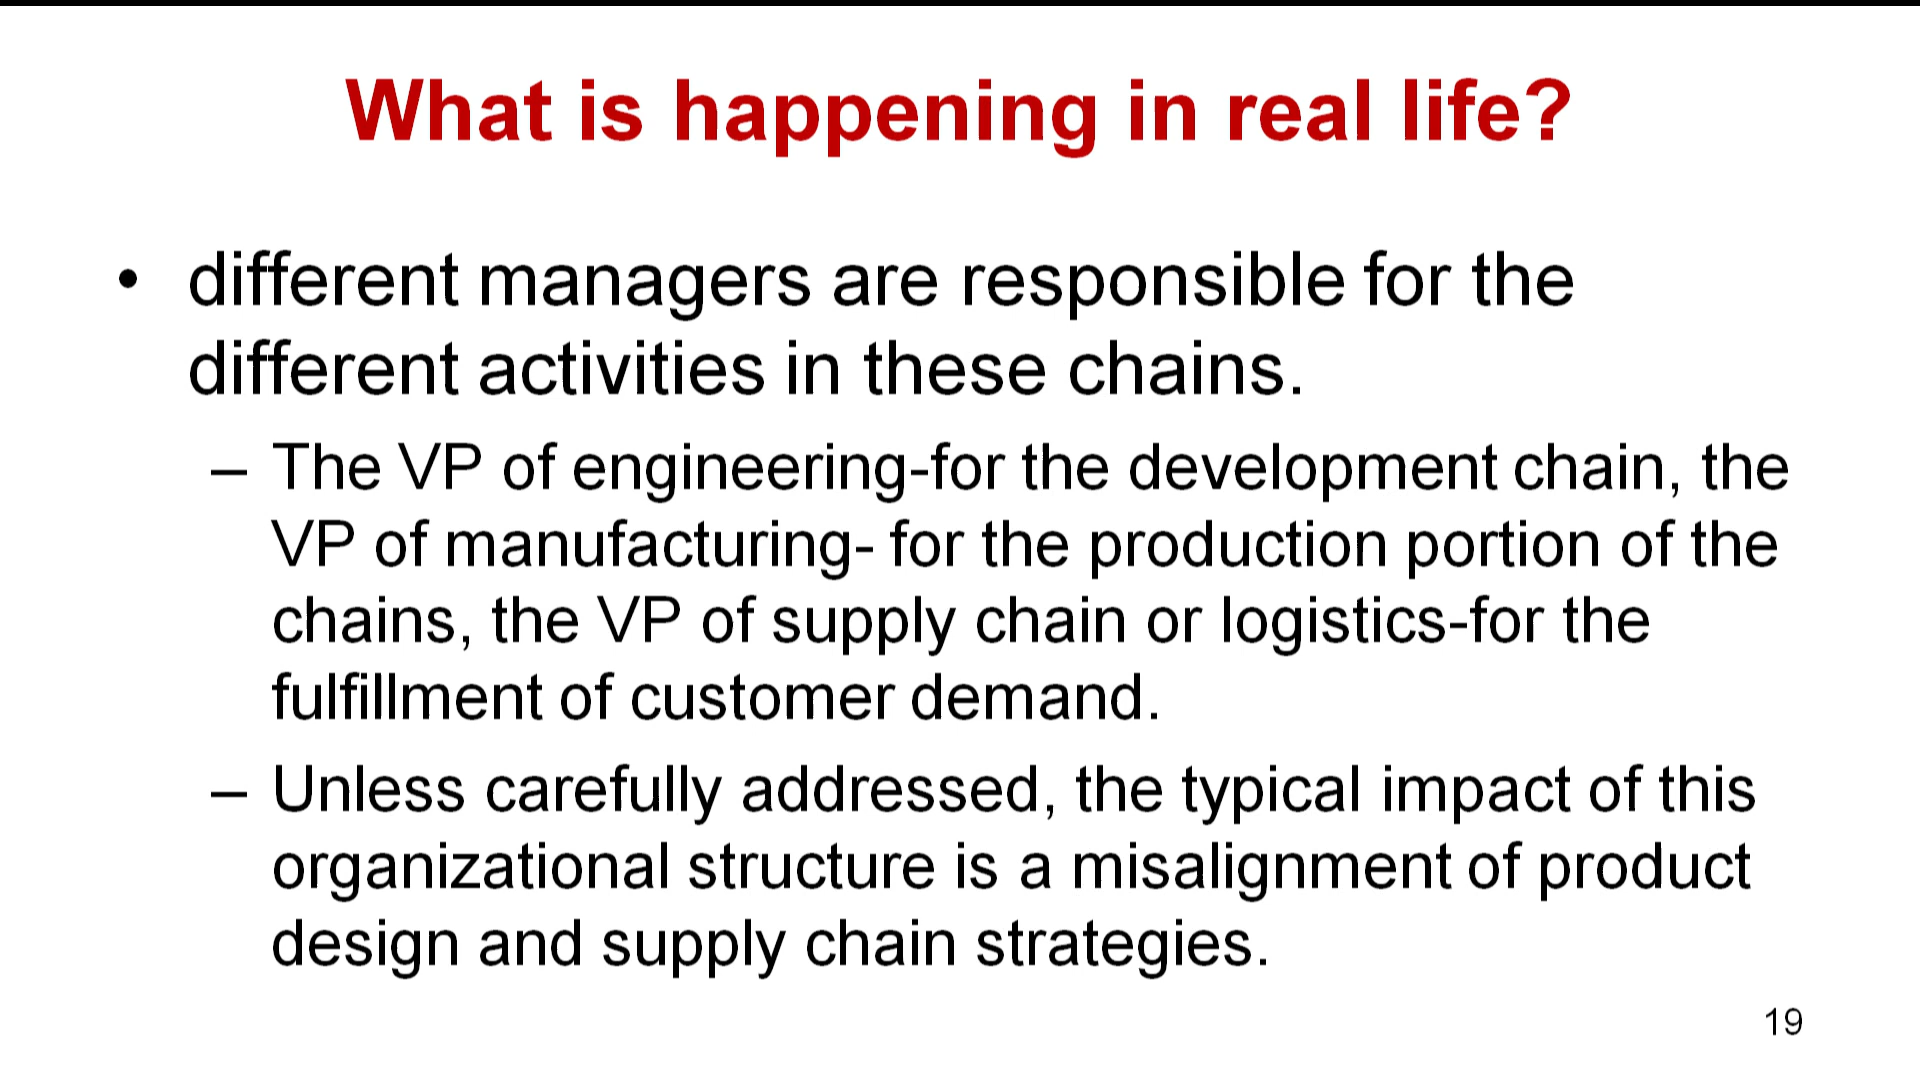 What is happening in real life?
• different managers are responsible for the
different activities in these chains.
– The VP of engineering-for the development chain, the
VP of manufacturing- for the production portion of the
chains, the VP of supply chain or logistics-for the
fulfillment of customer demand.
– Unless carefully addressed, the typical impact of this
organizational structure is a misalignment of product
design and supply chain strategies.
19